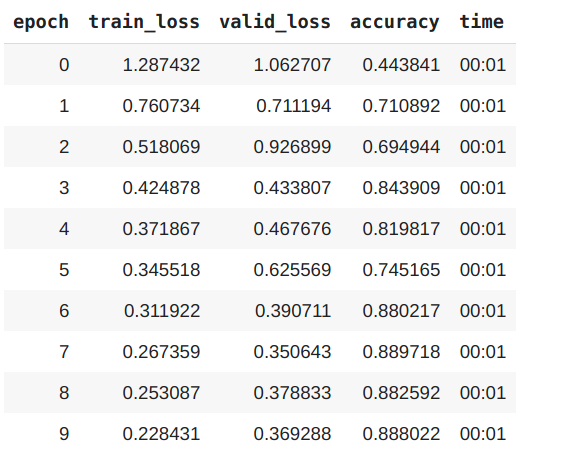 epoch train_loss valid_loss accuracy time
0 1.287432 1.062707 0.443841 00:01
1 0.760734 0.711194 0.710892 00:01
2 0.518069 0.926899 0.694944 00:01
3 0.424878 0.433807 0.843909 00:01
4 0.371867 0.467676 0.819817 00:01
5 0.345518 0.625569 0.745165 00:01
6 0.311922 0.390711 0.880217 00:01
7 0.267359 0.350643 0.889718 00:01
8 0.253087 0.378833 0.882592 00:01
9 0.228431 0.369288 0.888022 00:01